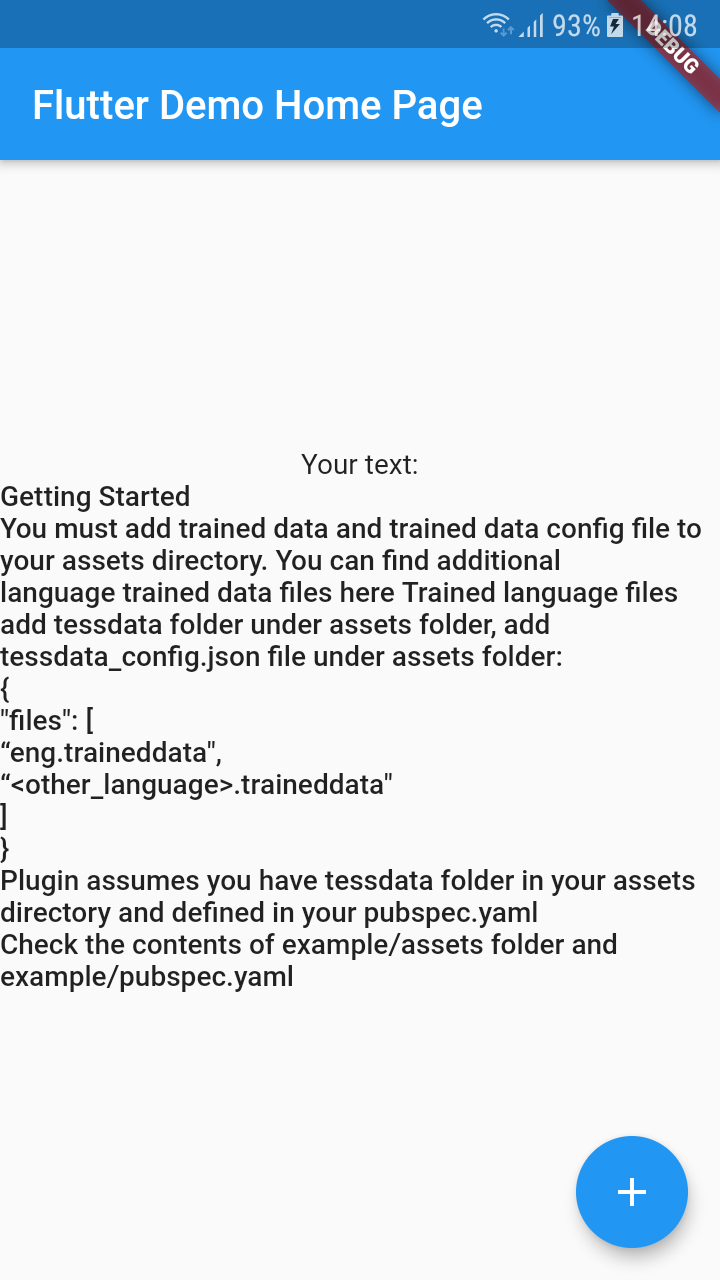 93% 14:08
DEBUG
Flutter Demo Home Page
Your text:
Getting Started
You must add trained data and trained data config file to
your assets directory. You can find additional
language trained data files here Trained language files
add tessdata folder under assets folder, add
tessdata_config.json file under assets folder:
{
"files": [
“eng.traineddata",
“<other_language>.traineddata"
]
}
Plugin assumes you have tessdata folder in your assets
directory and defined in your pubspec.yaml
Check the contents of example/assets folder and
example/pubspec.yaml